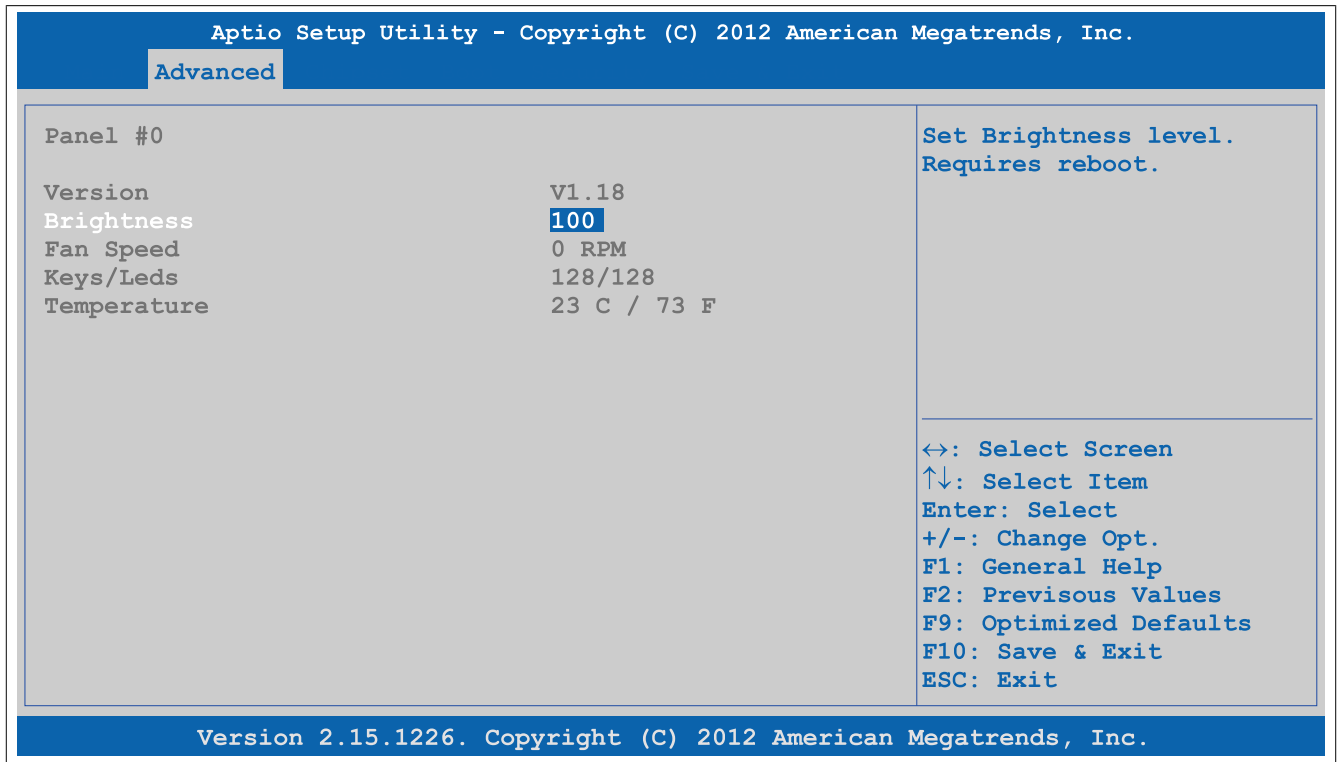 Aptio Setup Utility - Copyright (C) 2012 American Megatrends, Inc.
Advanced
Panel #0
Version V1.18
Brightness 100
Fan Speed 0 RPM
Keys/Leds 128/128
Temperature 23 C / 73 F
Set Brightness level.
Requires reboot.
↔: Select Screen
↑↓: Select Item
Enter: Select
+/-: Change Opt.
F1: General Help
F2: Previsous Values
F9: Optimized Defaults
F10: Save & Exit
ESC: Exit
Version 2.15.1226. Copyright (C) 2012 American Megatrends, Inc.